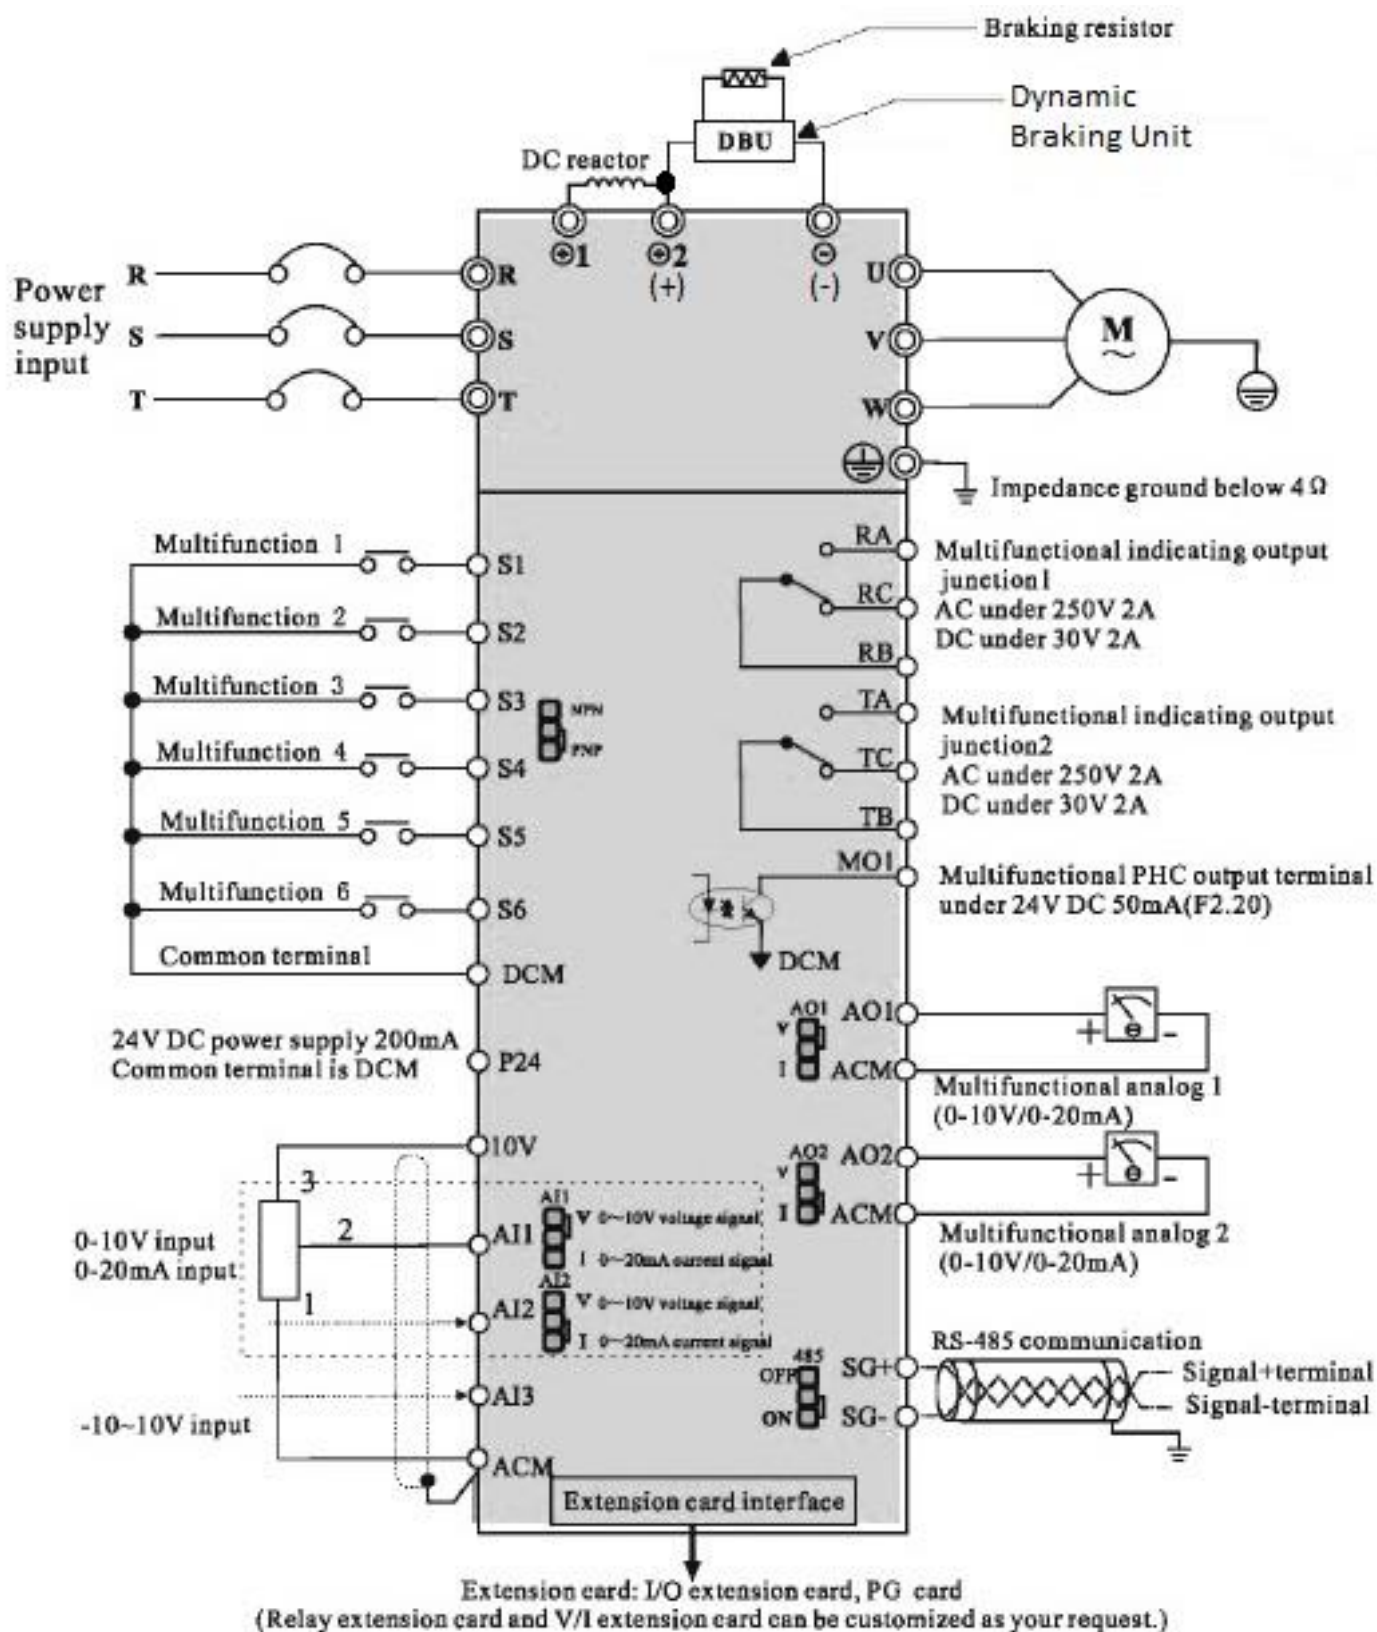 Braking resistor
Dynamic
Braking Unit
DBU
DC reactor
⊕1
⊕2
(+)
⊖
(-)
Power
supply
input
R
S
T
R
S
T
U
V
W
M
~
Impedance ground below 4Ω
Multifunction 1
Multifunction 2
Multifunction 3
Multifunction 4
Multifunction 5
Multifunction 6
Common terminal
S1
S2
S3
S4
S5
S6
DCM
NPN
PNP
24V DC power supply 200mA
Common terminal is DCM
P24
10V
3
2
1
0-10V input
0-20mA input
-10~10V input
AI1
AI2
AI3
ACM
AI1
V 0~10V voltage signal
I 0~20mA current signal
AI2
V 0~10V voltage signal
I 0~20mA current signal
RA
RC
RB
Multifunctional indicating output
junction1
AC under 250V 2A
DC under 30V 2A
TA
TC
TB
Multifunctional indicating output
junction2
AC under 250V 2A
DC under 30V 2A
MO1
DCM
Multifunctional PHC output terminal
under 24V DC 50mA(F2.20)
AO1
V
I
AO1
ACM
+ -
Multifunctional analog 1
(0-10V/0-20mA)
AO2
V
I
AO2
ACM
+ -
Multifunctional analog 2
(0-10V/0-20mA)
485
OFF
ON
SG+
SG-
RS-485 communication
Signal+terminal
Signal-terminal
Extension card interface
Extension card: I/O extension card, PG card
(Relay extension card and V/I extension card can be customized as your request.)